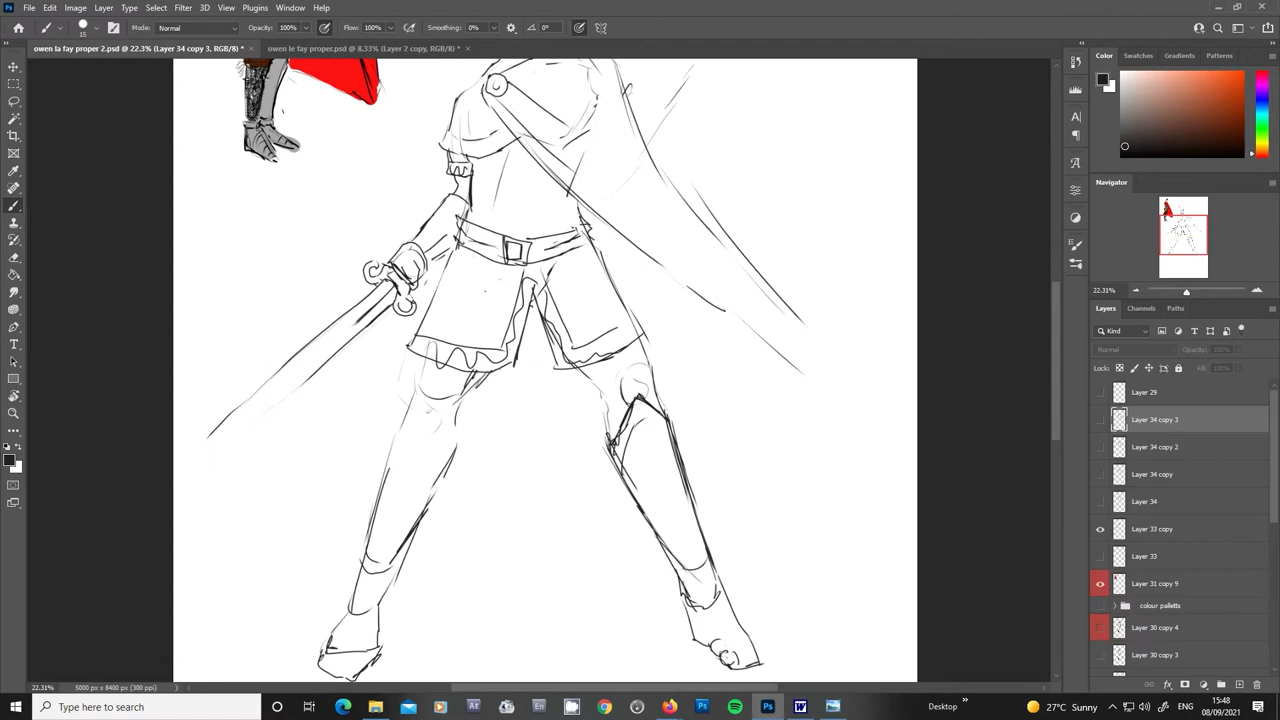 Ps File Edit Image Layer Type Select Filter 3D View Plugins Window Help
15 Mode: Normal Opacity: 100% Flow: 100% Smoothing: 0% 0°
owen la fay proper 2.psd @ 22.3% (Layer 34 copy 3, RGB/8) * × owen le fay proper.psd @ 8.33% (Layer 2 copy, RGB/8) * ×
Color Swatches Gradients Patterns
Navigator
22.31%
Layers Channels Paths
Kind
Normal Opacity: 100%
Lock: Fill: 100%
Layer 29
Layer 34 copy 3
Layer 34 copy 2
Layer 34 copy
Layer 34
Layer 33 copy
Layer 33
Layer 31 copy 9
colour palletts
Layer 30 copy 4
Layer 30 copy 3
22.31% 5000 px x 8400 px (300 ppi)
Type here to search
Desktop
27°C Sunny
15:48
08/09/2021